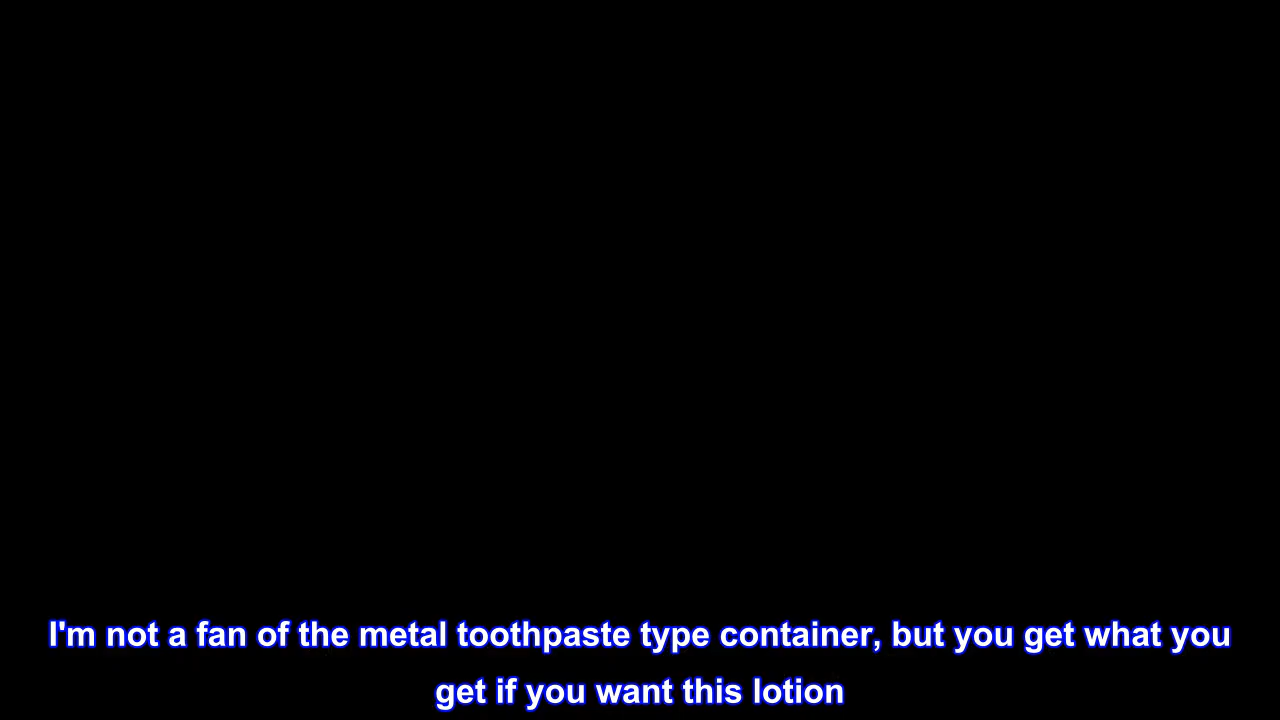 I'm not a fan of the metal toothpaste type container, but you get what you
get if you want this lotion